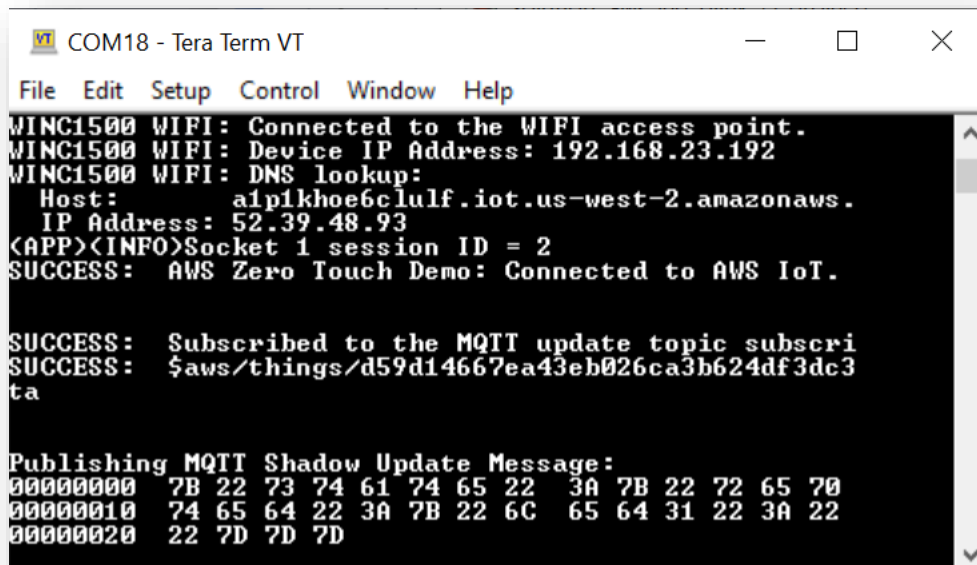 COM18 - Tera Term VT
File Edit Setup Control Window Help
WINC1500 WIFI: Connected to the WIFI access point.
WINC1500 WIFI: Device IP Address: 192.168.23.192
WINC1500 WIFI: DNS lookup:
Host: a1p1khoe6clulf.iot.us-west-2.amazonaws.
IP Address: 52.39.48.93
(APP)(INFO)Socket 1 session ID = 2
SUCCESS: AWS Zero Touch Demo: Connected to AWS IoT.
SUCCESS: Subscribed to the MQTT update topic subscri
SUCCESS: $aws/things/d59d14667ea43eb026ca3b624df3dc3
ta
Publishing MQTT Shadow Update Message:
00000000 7B 22 73 74 61 74 65 22 3A 7B 22 72 65 70
00000010 74 65 64 22 3A 7B 22 6C 65 64 31 22 3A 22
00000020 22 7D 7D 7D